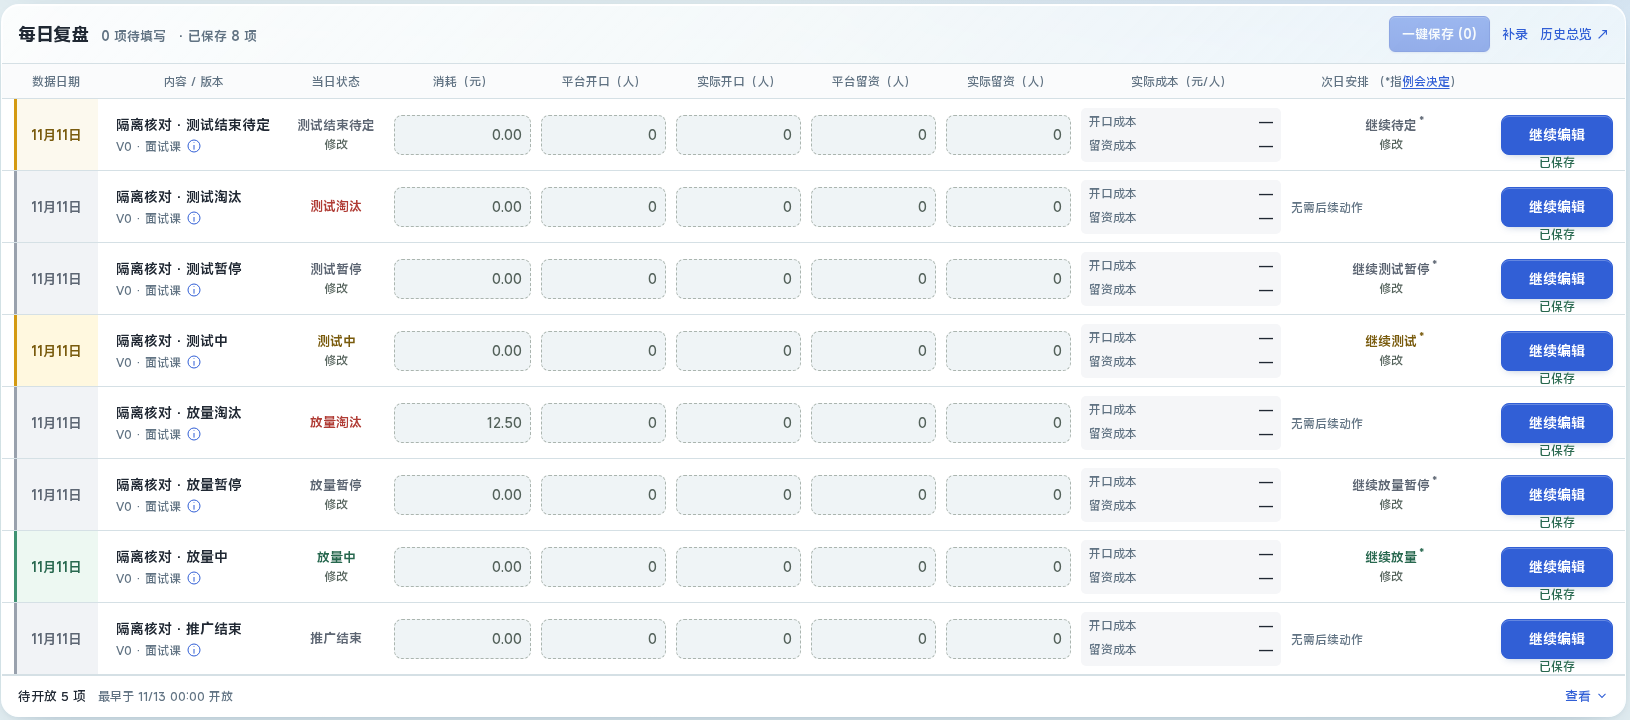 每日复盘 0 项待填写 · 已保存 8 项 一键保存 (0) 补录 历史总览 ↗
数据日期 内容 / 版本 当日状态 消耗（元） 平台开口（人） 实际开口（人） 平台留资（人） 实际留资（人） 实际成本（元/人） 次日安排 （*指例会决定）
11月11日 隔离核对 · 测试结束待定 测试结束待定 0.00 0 0 0 0 开口成本 — 继续待定* 继续编辑
V0 · 面试课 修改 留资成本 — 修改 已保存
11月11日 隔离核对 · 测试淘汰 测试淘汰 0.00 0 0 0 0 开口成本 — 无需后续动作 继续编辑
V0 · 面试课 留资成本 — 已保存
11月11日 隔离核对 · 测试暂停 测试暂停 0.00 0 0 0 0 开口成本 — 继续测试暂停* 继续编辑
V0 · 面试课 修改 留资成本 — 修改 已保存
11月11日 隔离核对 · 测试中 测试中 0.00 0 0 0 0 开口成本 — 继续测试* 继续编辑
V0 · 面试课 修改 留资成本 — 修改 已保存
11月11日 隔离核对 · 放量淘汰 放量淘汰 12.50 0 0 0 0 开口成本 — 无需后续动作 继续编辑
V0 · 面试课 留资成本 — 已保存
11月11日 隔离核对 · 放量暂停 放量暂停 0.00 0 0 0 0 开口成本 — 继续放量暂停* 继续编辑
V0 · 面试课 修改 留资成本 — 修改 已保存
11月11日 隔离核对 · 放量中 放量中 0.00 0 0 0 0 开口成本 — 继续放量* 继续编辑
V0 · 面试课 修改 留资成本 — 修改 已保存
11月11日 隔离核对 · 推广结束 推广结束 0.00 0 0 0 0 开口成本 — 无需后续动作 继续编辑
V0 · 面试课 留资成本 — 已保存
待开放 5 项 最早于 11/13 00:00 开放 查看